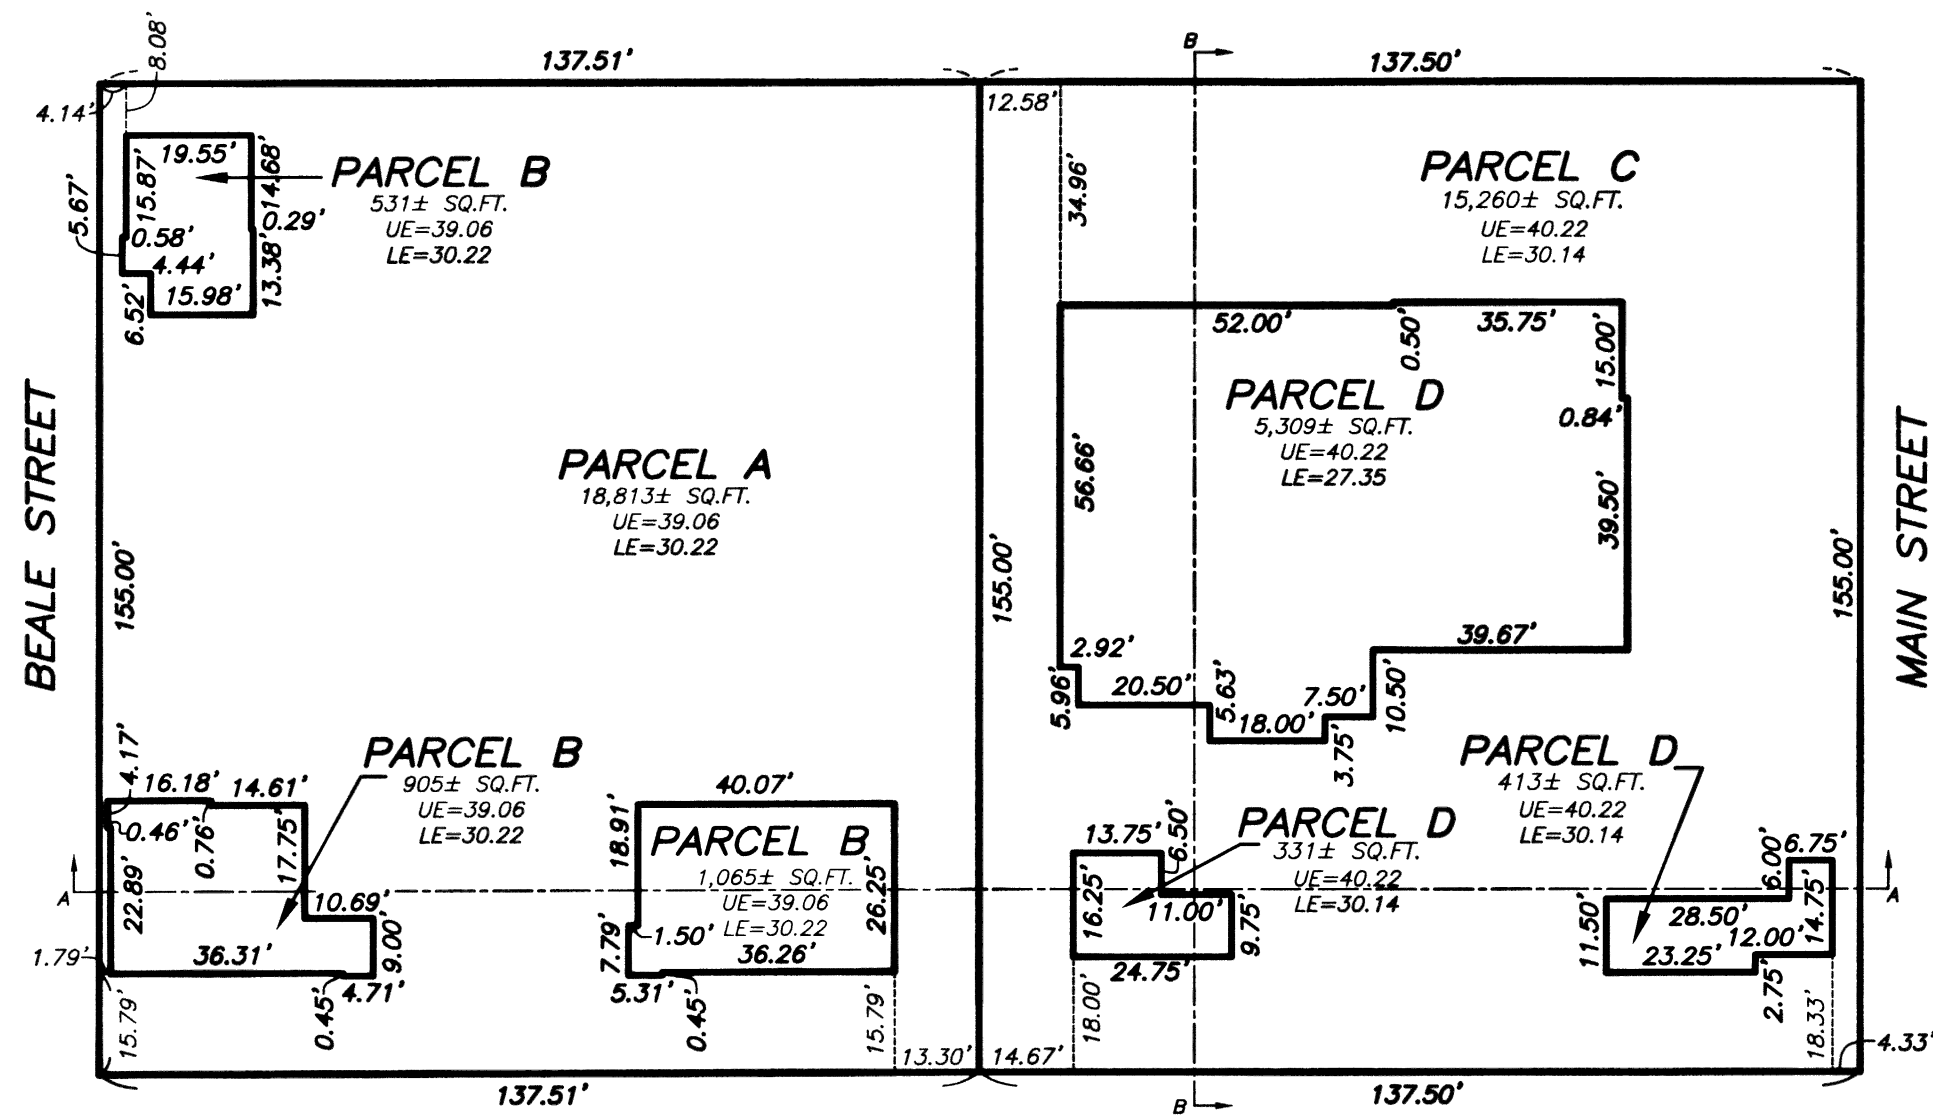 8.08'
137.51'
B
137.50'
4.14'
12.58'
19.55'
15.87'
14.68'
PARCEL B
531± SQ.FT.
UE=39.06
LE=30.22
5.67'
0.58'
0.29'
4.44'
13.38'
6.52'
15.98'
34.96'
PARCEL C
15,260± SQ.FT.
UE=40.22
LE=30.14
52.00'
0.50'
35.75'
15.00'
0.84'
PARCEL D
5,309± SQ.FT.
UE=40.22
LE=27.35
56.66'
39.50'
PARCEL A
18,813± SQ.FT.
UE=39.06
LE=30.22
BEALE STREET
155.00'
155.00'
155.00'
MAIN STREET
39.67'
2.92'
5.96'
20.50'
5.63'
7.50'
10.50'
18.00'
3.75'
4.17'
16.18'
14.61'
PARCEL B
905± SQ.FT.
UE=39.06
LE=30.22
0.46'
0.76'
17.75'
22.89'
10.69'
36.31'
9.00'
0.45'
4.71'
1.79'
15.79'
40.07'
18.91'
PARCEL B
1,065± SQ.FT.
UE=39.06
LE=30.22
26.25'
7.79'
1.50'
36.26'
5.31'
0.45'
15.79'
13.30'
13.75'
6.50'
PARCEL D
331± SQ.FT.
UE=40.22
LE=30.14
16.25'
11.00'
9.75'
24.75'
18.00'
14.67'
PARCEL D
413± SQ.FT.
UE=40.22
LE=30.14
6.00'
6.75'
11.50'
28.50'
14.75'
12.00'
23.25'
2.75'
18.33'
4.33'
A
A
137.51'
B
137.50'